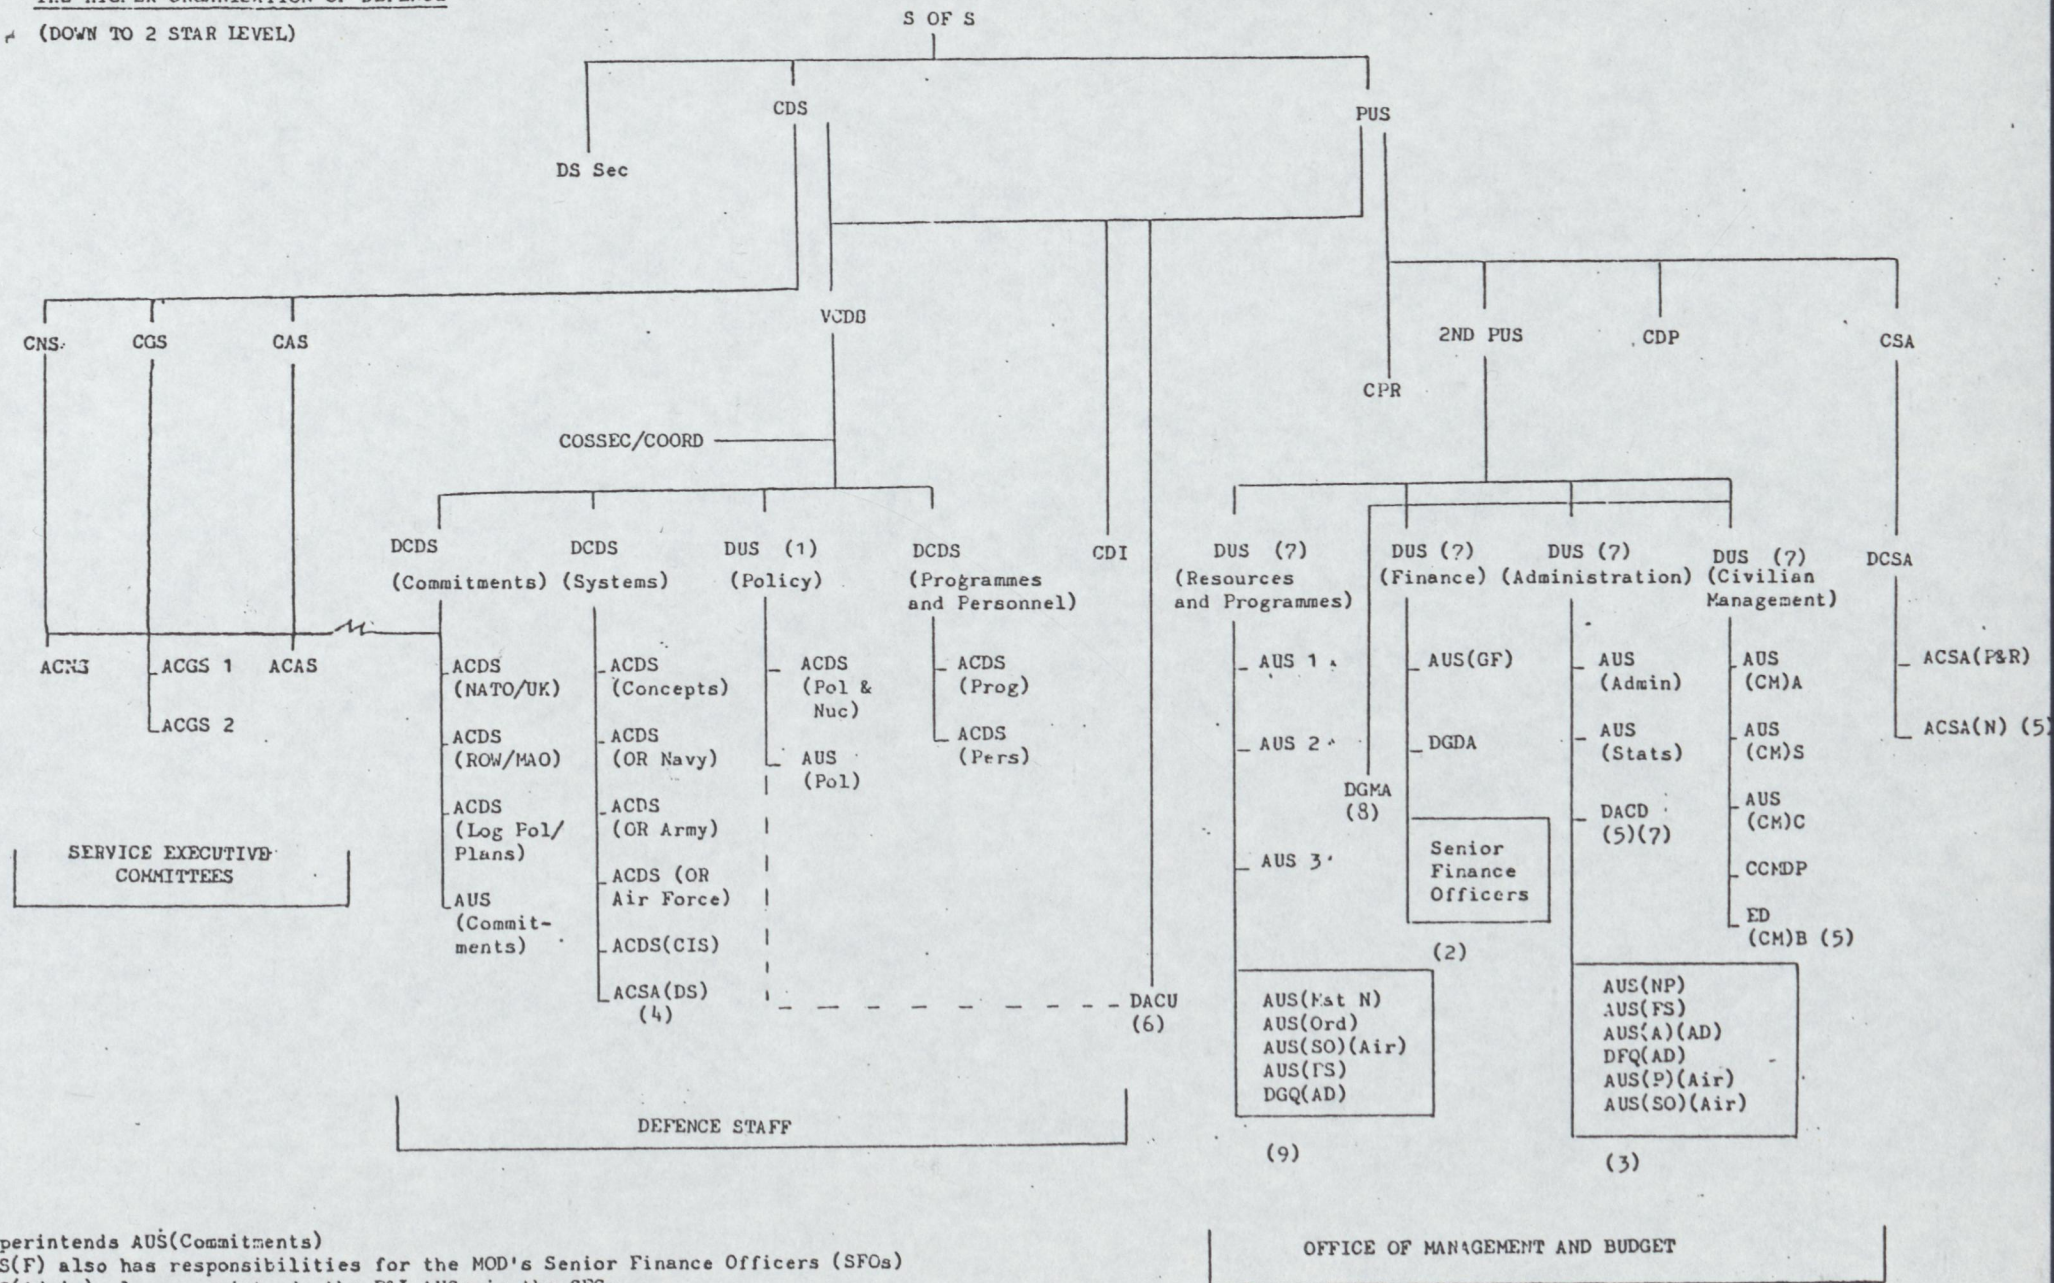 (DOWN TO 2 STAR LEVEL)
S OF S
CDS
PUS
DS Sec
CNS
CGS
CAS
VCDS
2ND PUS
CDP
CSA
CPR
COSSEC/COORD
DCDS
(Commitments)
DCDS
(Systems)
DUS (1)
(Policy)
DCDS
(Programmes
and Personnel)
CDI
DUS (7)
(Resources
and Programmes)
DUS (7)
(Finance)
DUS (7)
(Administration)
DUS (7)
(Civilian
Management)
DCSA
ACNS
ACGS 1
ACGS 2
ACAS
ACDS
(NATO/UK)
ACDS
(ROW/MAO)
ACDS
(Log Pol/
Plans)
AUS
(Commit-
ments)
ACDS
(Concepts)
ACDS
(OR Navy)
ACDS
(OR Army)
ACDS (OR
Air Force)
ACDS(CIS)
ACSA(DS)
(4)
ACDS
(Pol &
Nuc)
AUS
(Pol)
ACDS
(Prog)
ACDS
(Pers)
DACU
(6)
AUS 1
AUS 2
AUS 3
DGMA
(8)
AUS(GF)
DGDA
Senior
Finance
Officers
(2)
AUS
(Admin)
AUS
(Stats)
DACD
(5)(7)
AUS
(CM)A
AUS
(CM)S
AUS
(CM)C
CCMDP
ED
(CM)B (5)
ACSA(P&R)
ACSA(N) (5)
AUS(Mat N)
AUS(Ord)
AUS(SO)(Air)
AUS(FS)
DGQ(AD)
(9)
AUS(NP)
AUS(FS)
AUS(A)(AD)
DFQ(AD)
AUS(P)(Air)
AUS(SO)(Air)
(3)
SERVICE EXECUTIVE
COMMITTEES
DEFENCE STAFF
OFFICE OF MANAGEMENT AND BUDGET
perintends AUS(Commitments)
S(F) also has responsibilities for the MOD's Senior Finance Officers (SFOs)